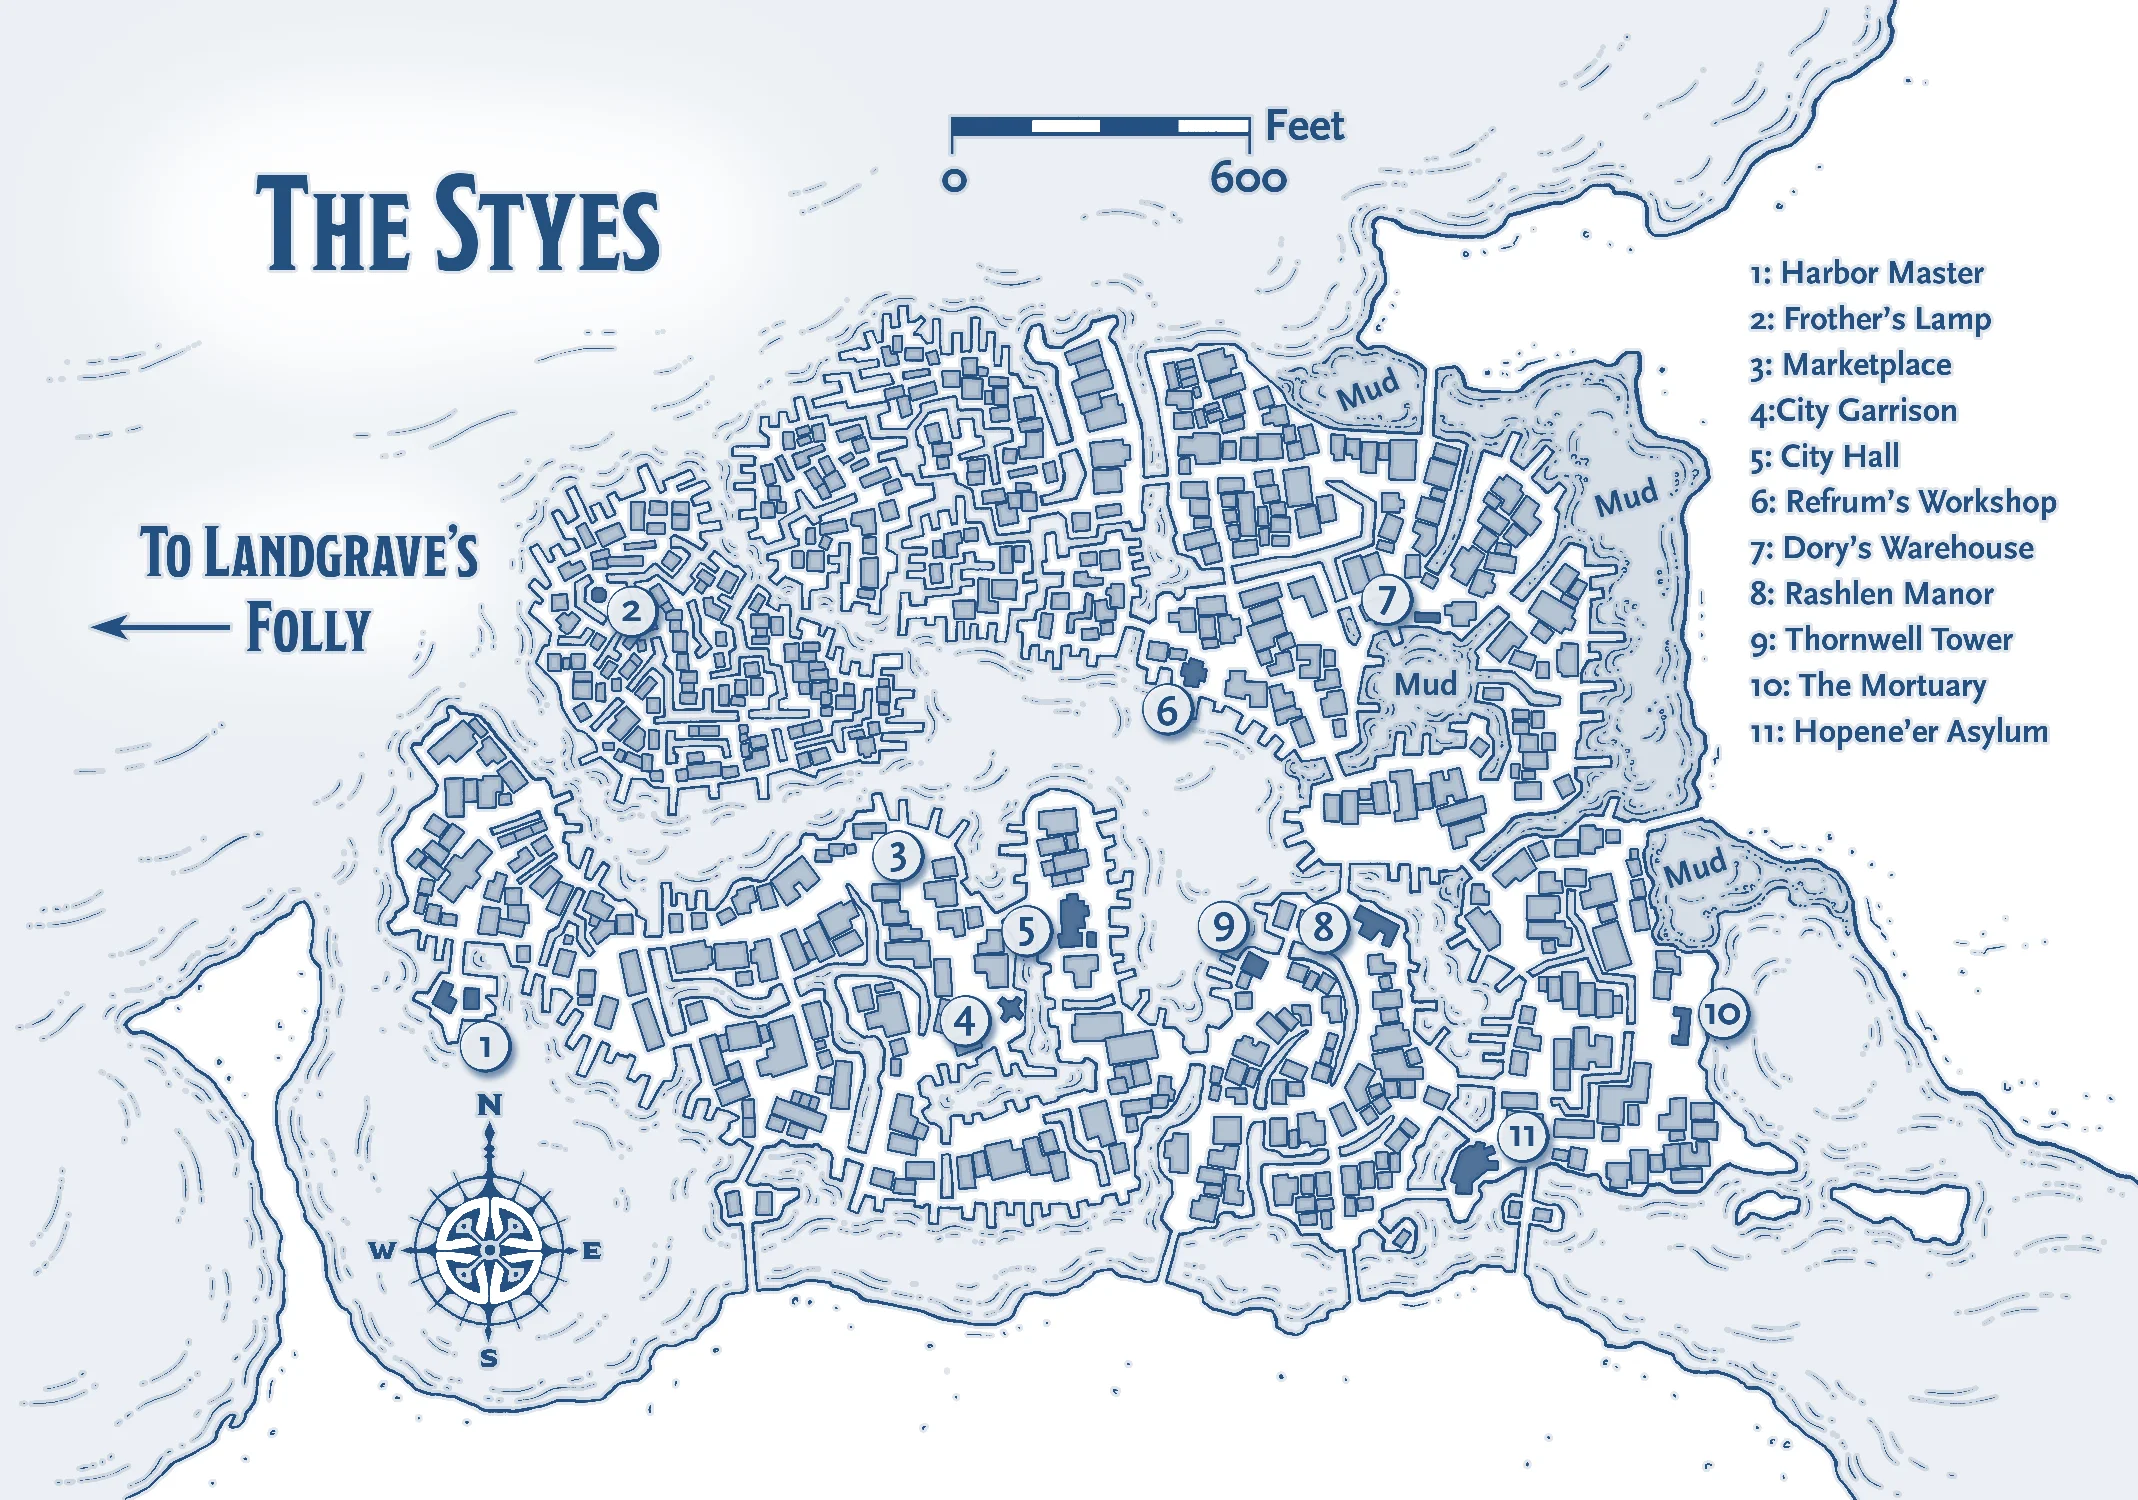 THE STYES
Feet
0 600
1: Harbor Master
2: Frother's Lamp
3: Marketplace
4:City Garrison
5: City Hall
6: Refrum's Workshop
7: Dory's Warehouse
8: Rashlen Manor
9: Thornwell Tower
10: The Mortuary
11: Hopene'er Asylum
Mud
Mud
TO LANDGRAVE'S
FOLLY
2
7
Mud
6
3
Mud
5
9
8
4
10
1
11
N
W E
S